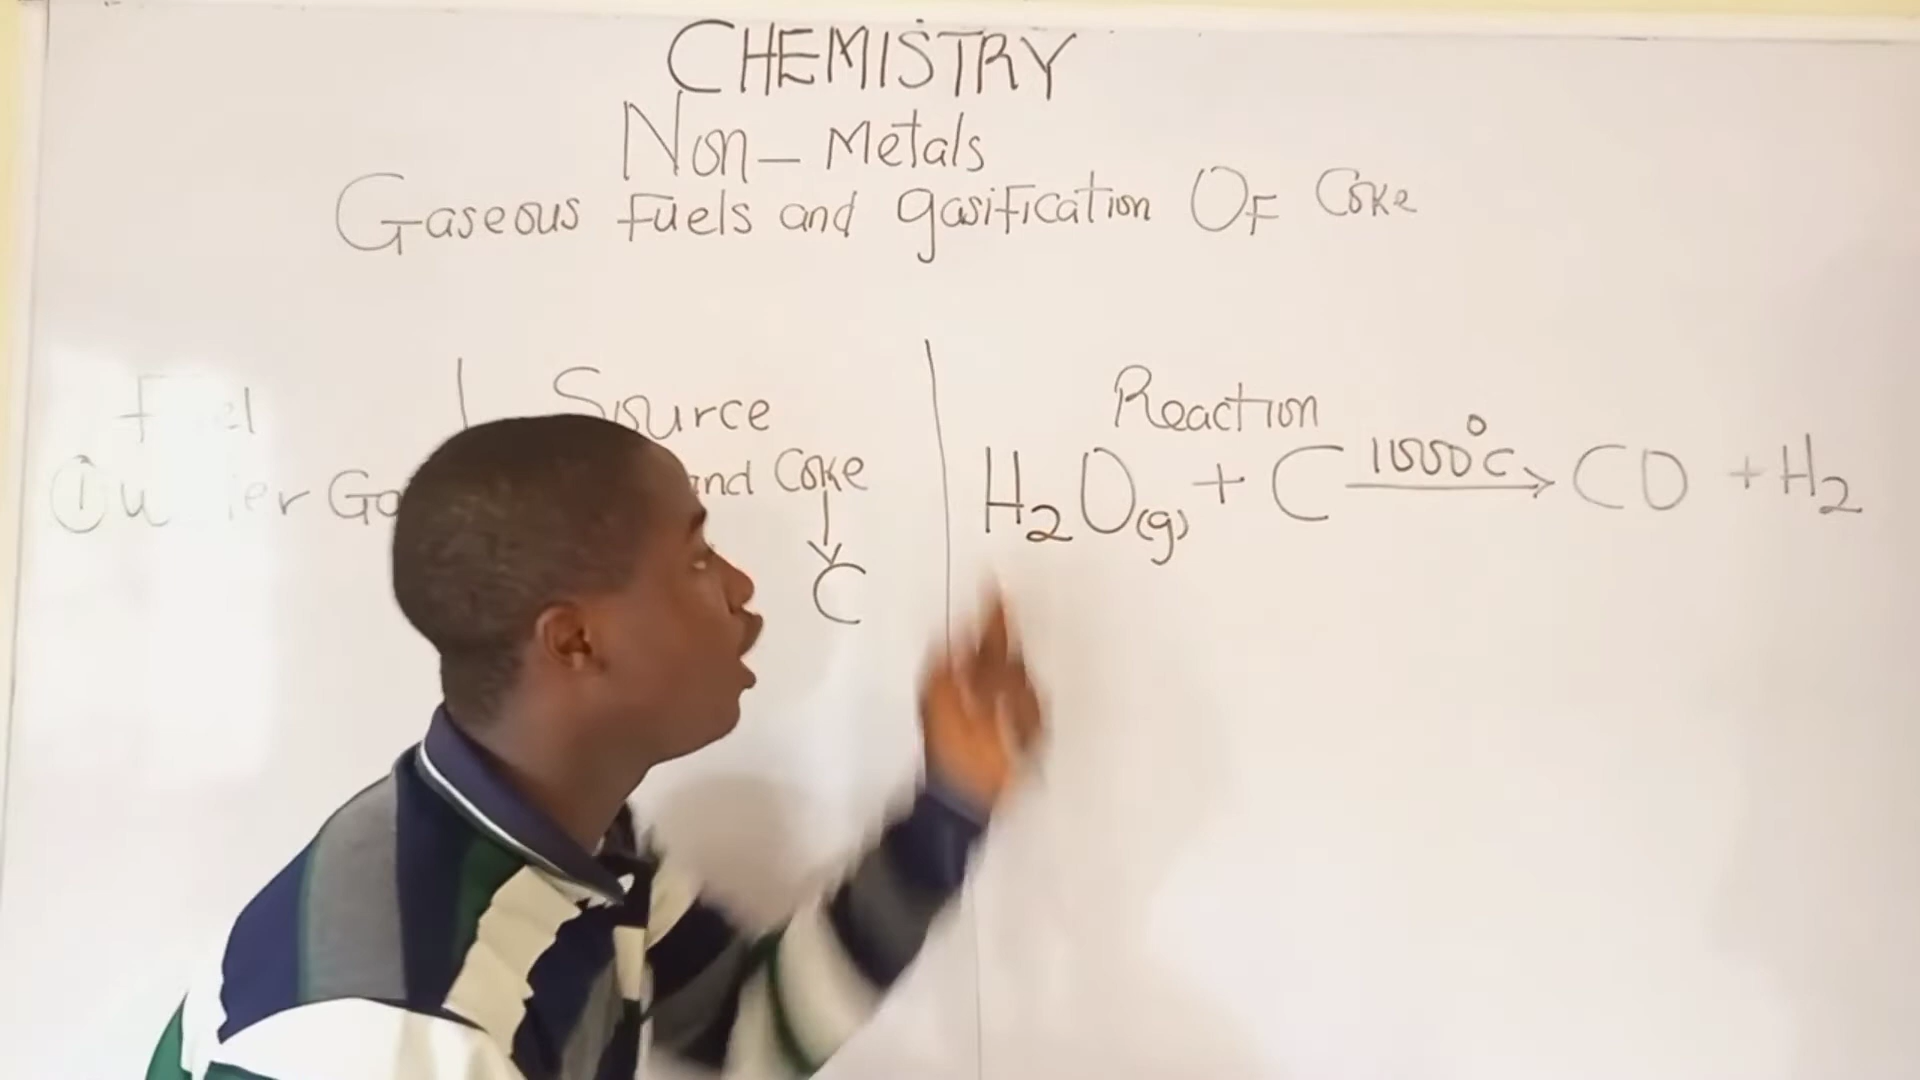 CHEMISTRY
Non-Metals
Gaseous Fuels and gasification Of Coke
Fuel | Source | Reaction
① Ga and Coke H₂O(g) + C 1000°C → CO + H₂
↓
C